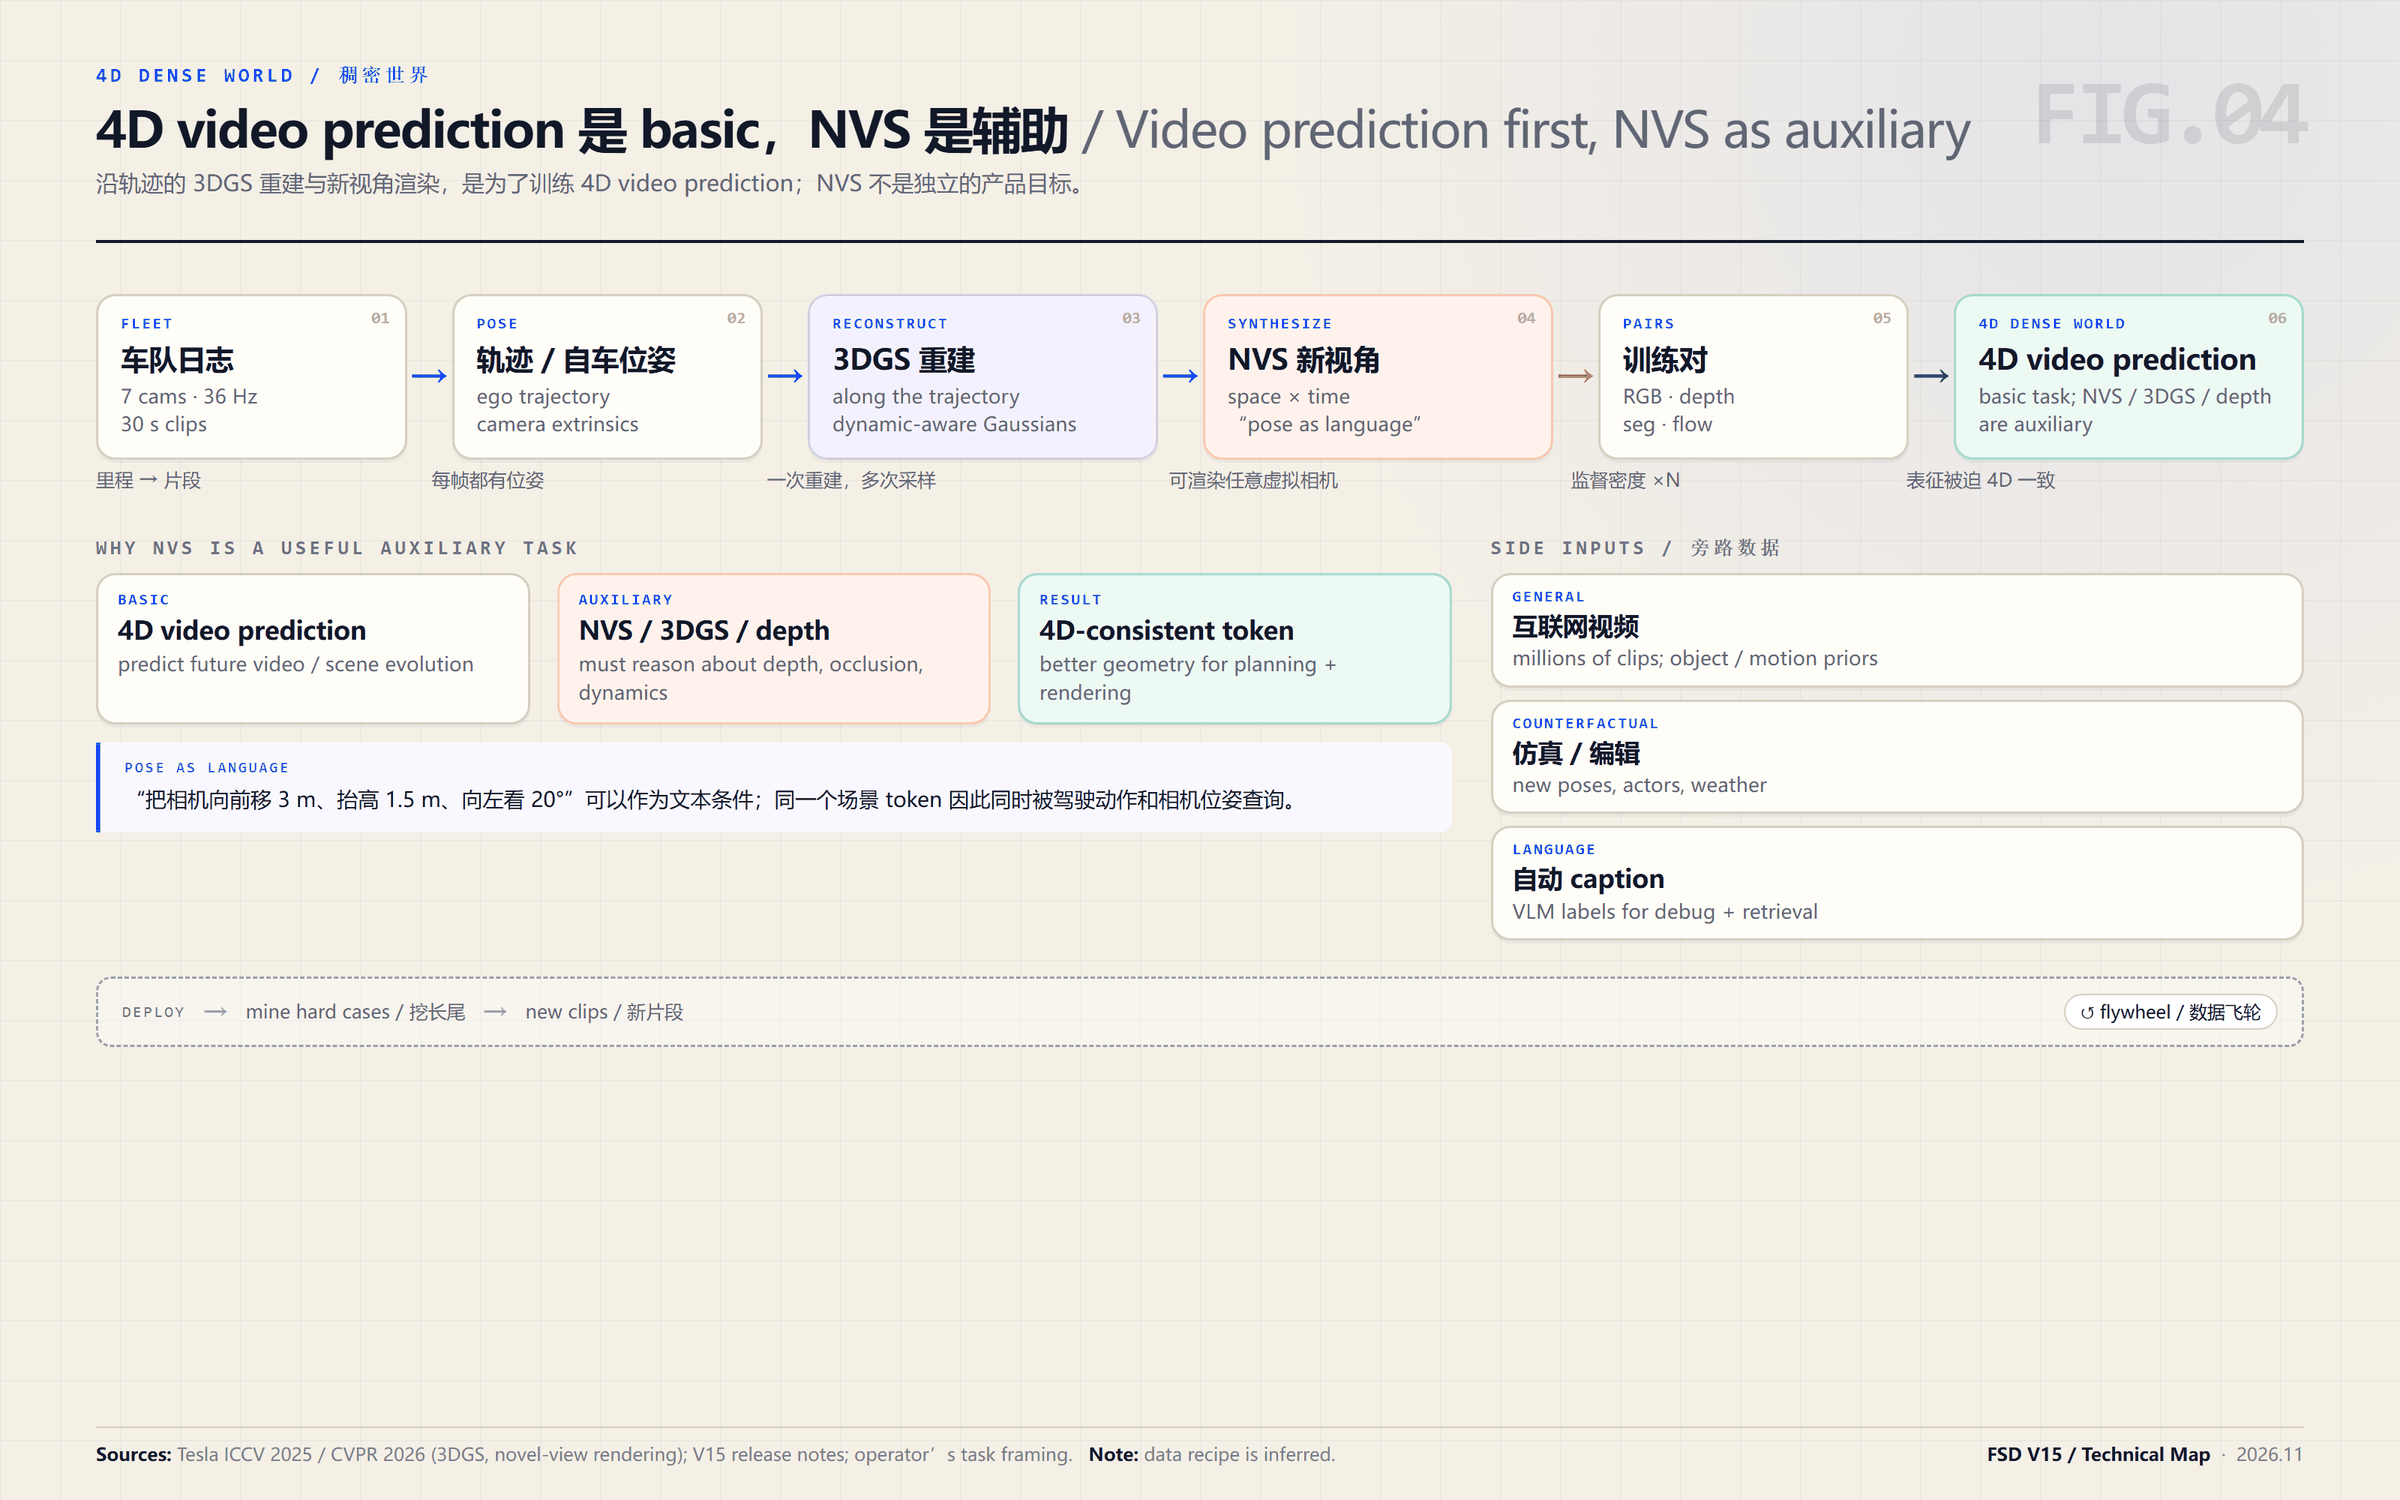 4D DENSE WORLD / 稠密世界
FIG.04
4D video prediction 是 basic，NVS 是辅助 / Video prediction first, NVS as auxiliary
沿轨迹的 3DGS 重建与新视角渲染，是为了训练 4D video prediction；NVS 不是独立的产品目标。
FLEET 01
车队日志
7 cams · 36 Hz
30 s clips
POSE 02
轨迹 / 自车位姿
ego trajectory
camera extrinsics
RECONSTRUCT 03
3DGS 重建
along the trajectory
dynamic-aware Gaussians
SYNTHESIZE 04
NVS 新视角
space × time
“pose as language”
PAIRS 05
训练对
RGB · depth
seg · flow
4D DENSE WORLD 06
4D video prediction
basic task; NVS / 3DGS / depth
are auxiliary
里程 → 片段
每帧都有位姿
一次重建，多次采样
可渲染任意虚拟相机
监督密度 ×N
表征被迫 4D 一致
WHY NVS IS A USEFUL AUXILIARY TASK
BASIC
4D video prediction
predict future video / scene evolution
AUXILIARY
NVS / 3DGS / depth
must reason about depth, occlusion,
dynamics
RESULT
4D-consistent token
better geometry for planning +
rendering
POSE AS LANGUAGE
“把相机向前移 3 m、抬高 1.5 m、向左看 20°”可以作为文本条件；同一个场景 token 因此同时被驾驶动作和相机位姿查询。
SIDE INPUTS / 旁路数据
GENERAL
互联网视频
millions of clips; object / motion priors
COUNTERFACTUAL
仿真 / 编辑
new poses, actors, weather
LANGUAGE
自动 caption
VLM labels for debug + retrieval
DEPLOY → mine hard cases / 挖长尾 → new clips / 新片段
↺ flywheel / 数据飞轮
Sources: Tesla ICCV 2025 / CVPR 2026 (3DGS, novel-view rendering); V15 release notes; operator’s task framing. Note: data recipe is inferred.
FSD V15 / Technical Map · 2026.11